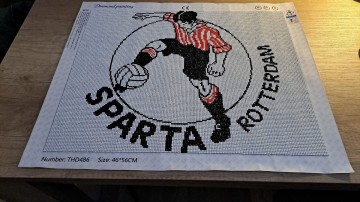 SPARTA
ROTTERDAM
Number: THD486 Size: 46*56CM